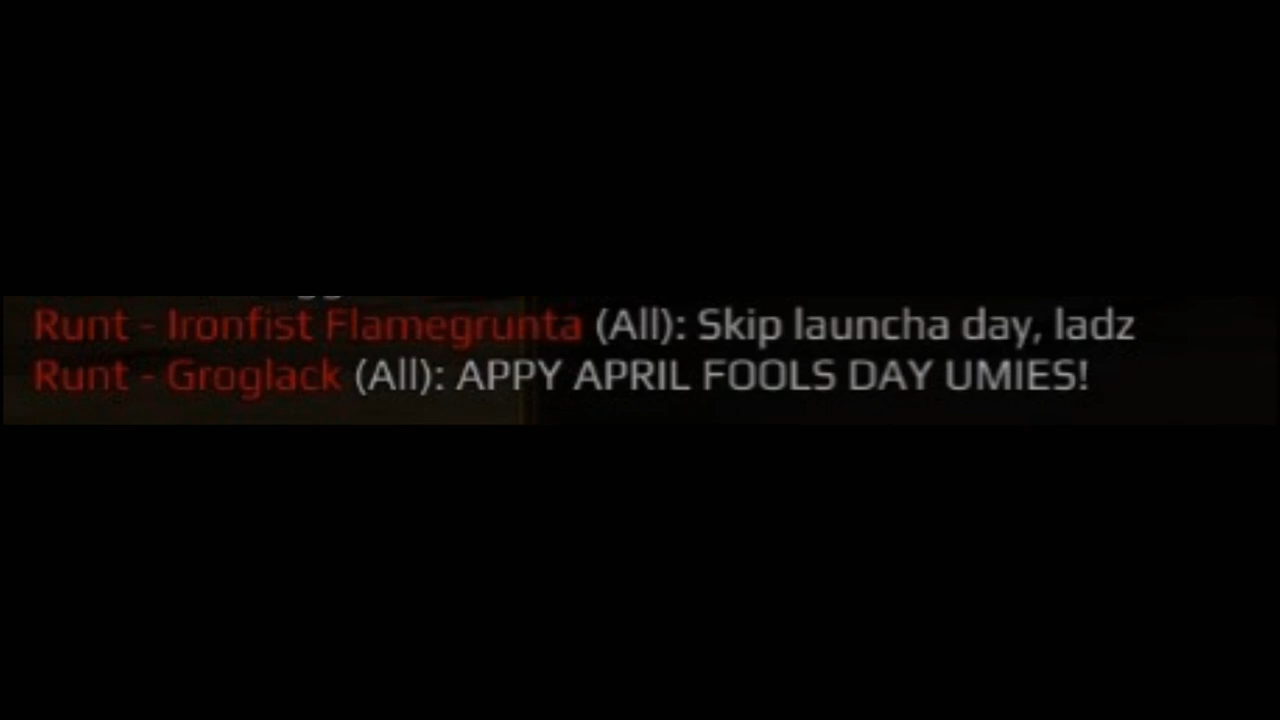 Runt - Ironfist Flamegrunta (All): Skip launcha day, ladz
Runt - Groglack (All): APPY APRIL FOOLS DAY UMIES!